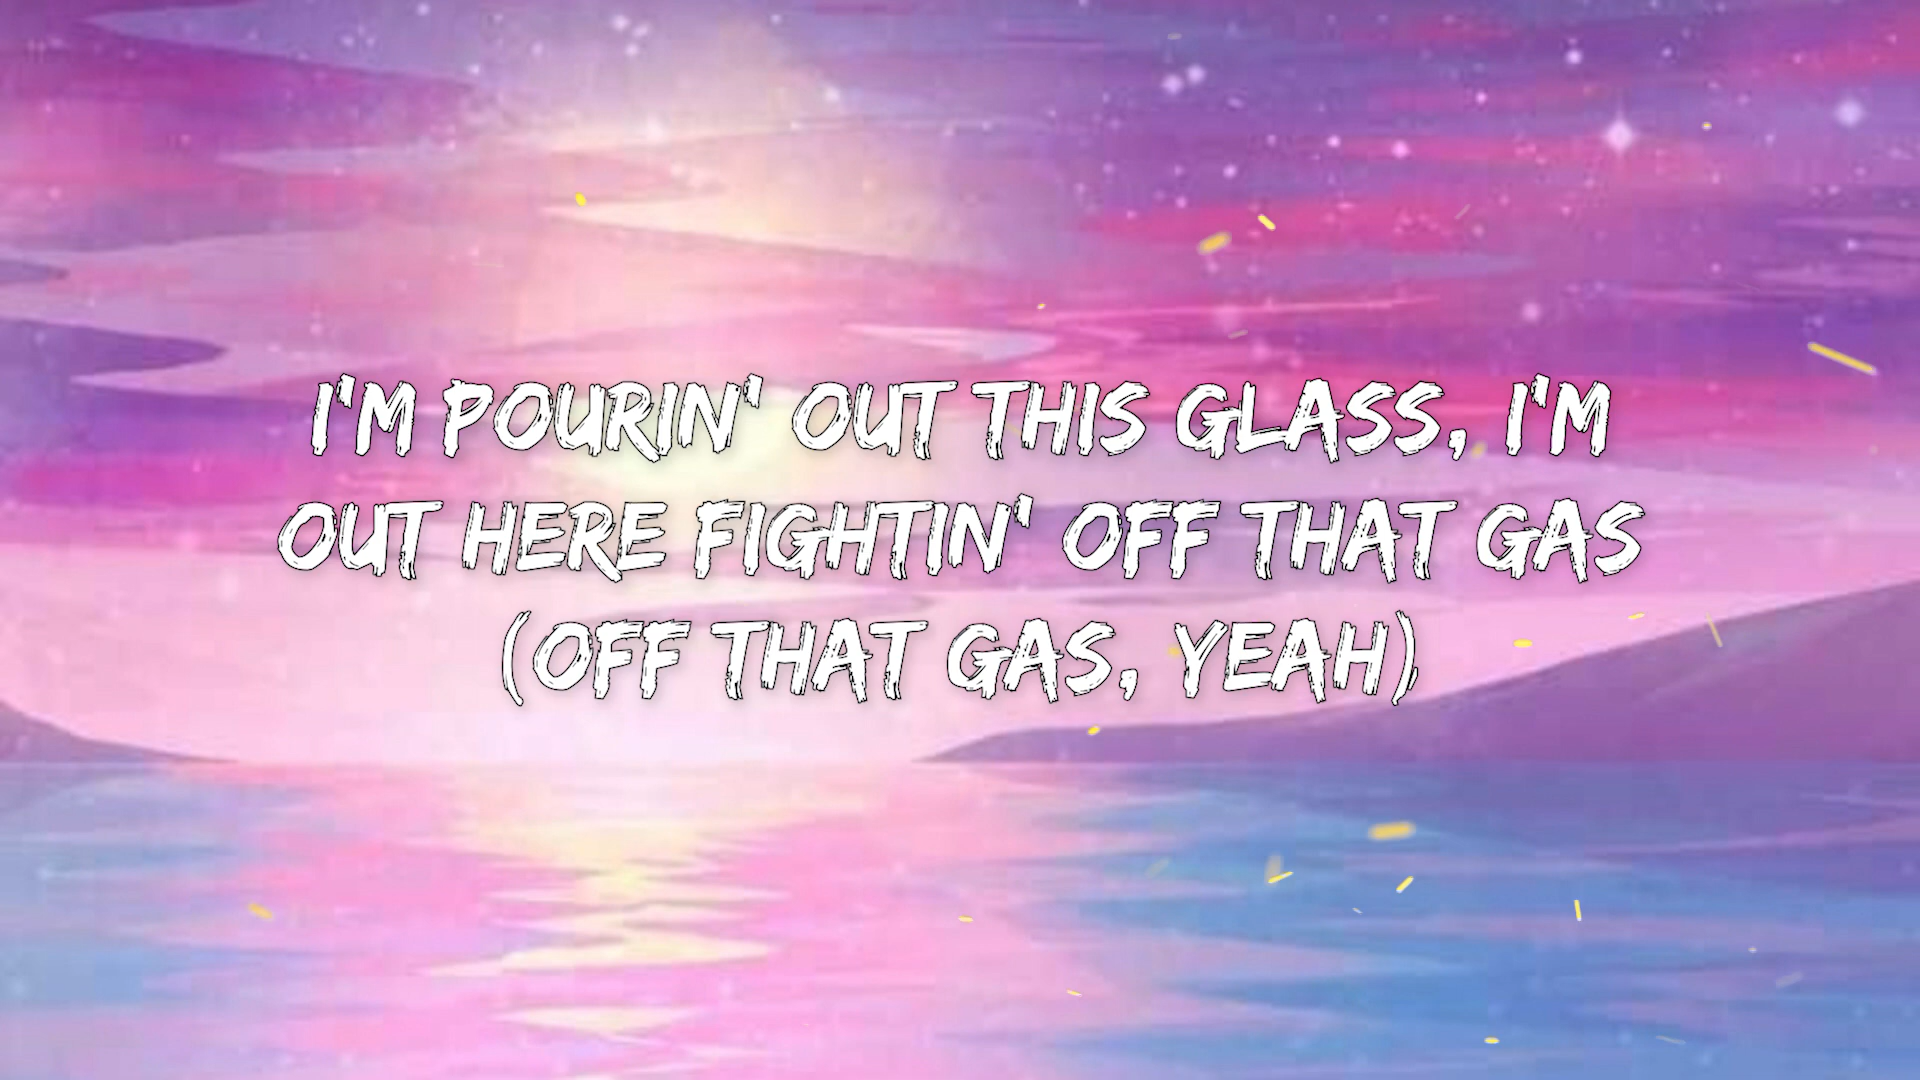 I'M POURIN' OUT THIS GLASS, I'M
OUT HERE FIGHTIN' OFF THAT GAS
(OFF THAT GAS, YEAH)